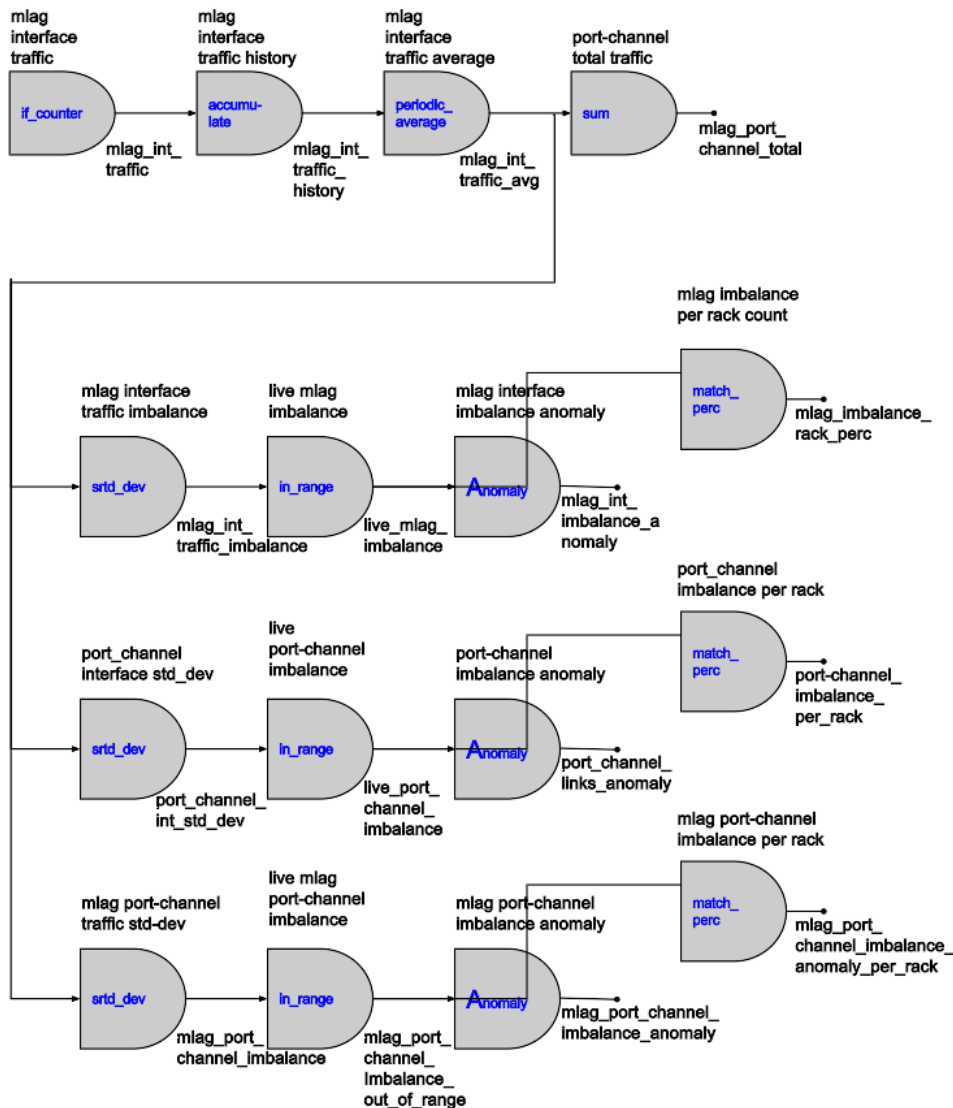 mlag
interface
traffic
mlag
interface
traffic history
mlag
interface
traffic average
port-channel
total traffic
if_counter
accumu-
late
periodic_
average
sum
mlag_int_
traffic
mlag_int_
traffic_
history
mlag_int_
traffic_avg
mlag_port_
channel_total
mlag imbalance
per rack count
match_
perc
mlag_imbalance_
rack_perc
mlag interface
traffic imbalance
live mlag
imbalance
mlag interface
imbalance anomaly
srtd_dev
in_range
Anomaly
mlag_int_
traffic_imbalance
live_mlag_
imbalance
mlag_int_
imbalance_a
nomaly
port_channel
imbalance per rack
match_
perc
port-channel_
imbalance_
per_rack
port_channel
interface std_dev
live
port-channel
imbalance
port-channel
imbalance anomaly
srtd_dev
in_range
Anomaly
port_channel_
int_std_dev
live_port_
channel_
imbalance
port_channel_
links_anomaly
mlag port-channel
imbalance per rack
match_
perc
mlag_port_
channel_imbalance_
anomaly_per_rack
mlag port-channel
traffic std-dev
live mlag
port-channel
imbalance
mlag port-channel
imbalance anomaly
srtd_dev
in_range
Anomaly
mlag_port_
channel_imbalance
mlag_port_
channel_
Imbalance_
out_of_range
mlag_port_channel_
imbalance_anomaly